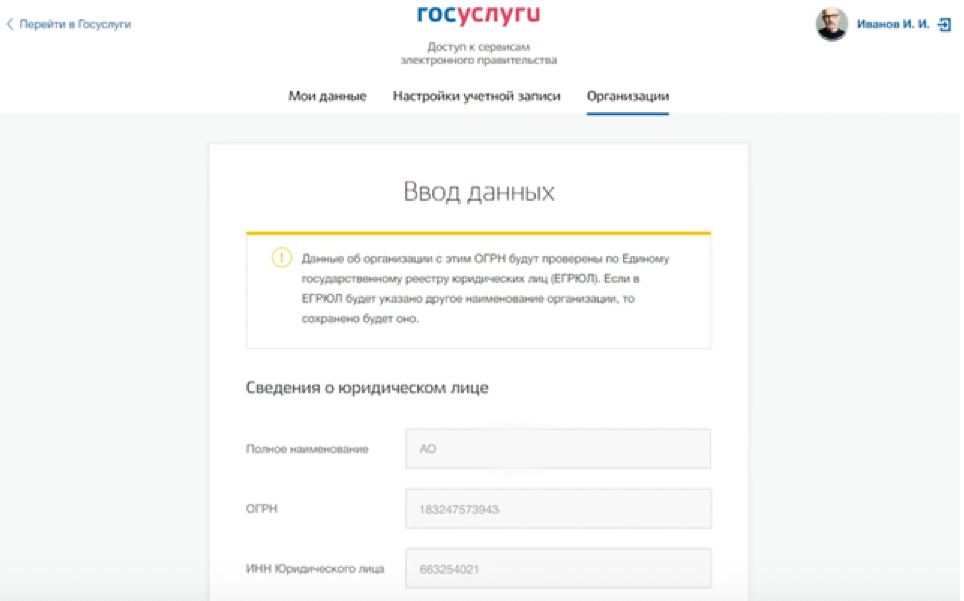 Перейти в Госуслуги
госуслуги
Иванов И. И.
Доступ к сервисам
электронного правительства
Мои данные
Настройки учетной записи
Организации
Ввод данных
Данные об организации с этим ОГРН будут проверены по Единому
государственному реестру юридических лиц (ЕГРЮЛ). Если в
ЕГРЮЛ будет указано другое наименование организации, то
сохранено будет оно.
Сведения о юридическом лице
Полное наименование
АО
ОГРН
183247573943
ИНН Юридического лица
663254021